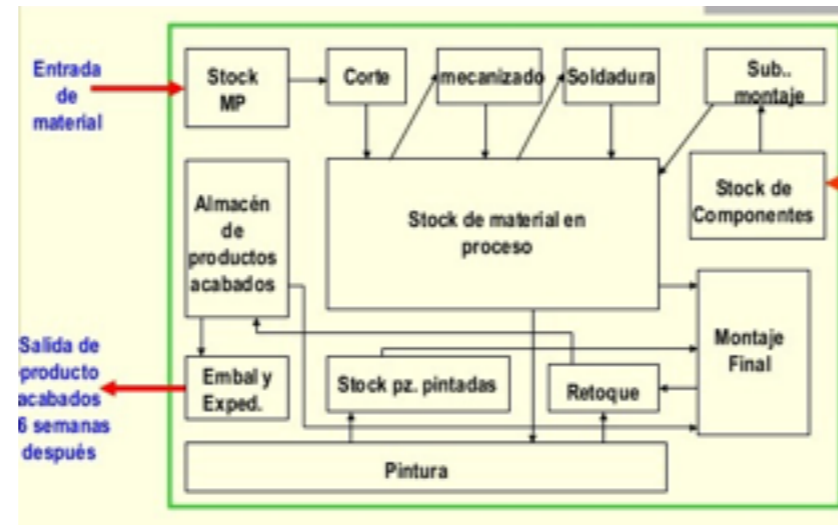 Entrada
de
material
Stock
MP
Corte
mecanizado
Soldadura
Sub..
montaje
Stock de
Componentes
Almacén
de
productos
acabados
Stock de material en
proceso
Montaje
Final
Salida de
producto
acabados
6 semanas
después
Embal y
Exped.
Stock pz. pintadas
Retoque
Pintura